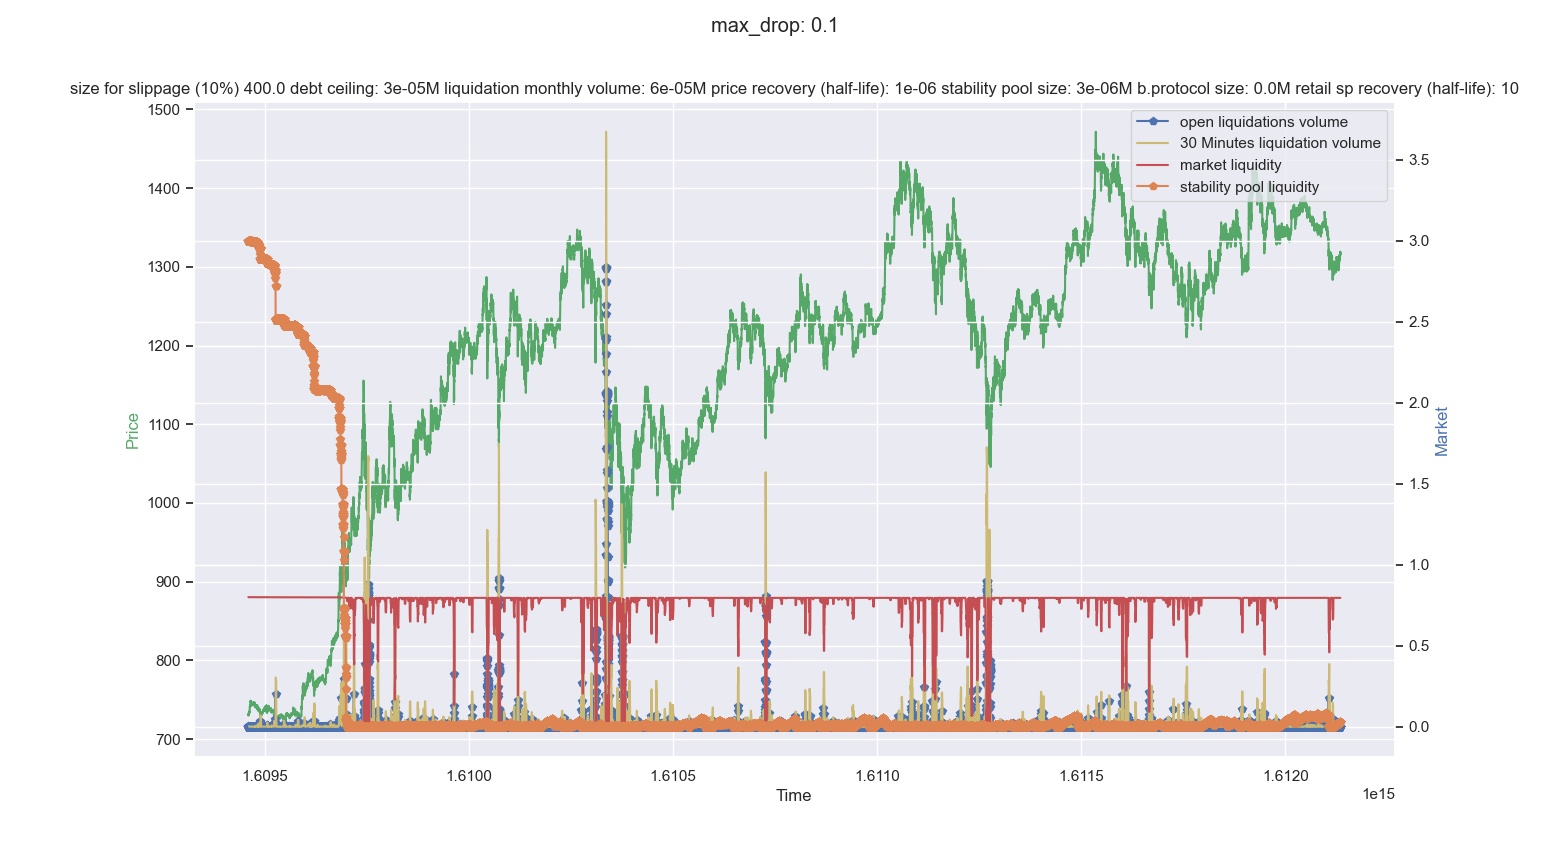 max_drop: 0.1
size for slippage (10%) 400.0 debt ceiling: 3e-05M liquidation monthly volume: 6e-05M price recovery (half-life): 1e-06 stability pool size: 3e-06M b.protocol size: 0.0M retail sp recovery (half-life): 10
open liquidations volume
30 Minutes liquidation volume
market liquidity
stability pool liquidity
1500
1400
1300
1200
1100
1000
900
800
700
Price
3.5
3.0
2.5
2.0
1.5
1.0
0.5
0.0
Market
1.6095
1.6100
1.6105
1.6110
1.6115
1.6120
Time
1e15